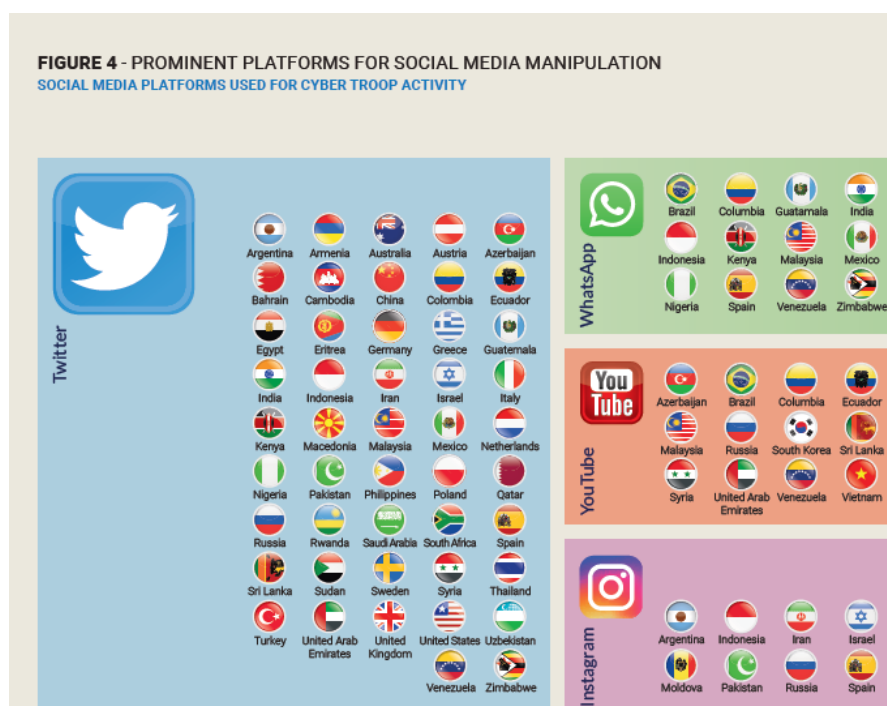 FIGURE 4 - PROMINENT PLATFORMS FOR SOCIAL MEDIA MANIPULATION
SOCIAL MEDIA PLATFORMS USED FOR CYBER TROOP ACTIVITY
Twitter
Argentina Armenia Australia Austria Azerbaijan
Bahrain Cambodia China Colombia Ecuador
Egypt Eritrea Germany Greece Guatemala
India Indonesia Iran Israel Italy
Kenya Macedonia Malaysia Mexico Netherlands
Nigeria Pakistan Philippines Poland Qatar
Russia Rwanda Saudi Arabia South Africa Spain
Sri Lanka Sudan Sweden Syria Thailand
Turkey United Arab Emirates United Kingdom United States Uzbekistan
Venezuela Zimbabwe
WhatsApp
Brazil Columbia Guatamala India
Indonesia Kenya Malaysia Mexico
Nigeria Spain Venezuela Zimbabwe
You
Tube
YouTube
Azerbaijan Brazil Columbia Ecuador
Malaysia Russia South Korea Sri Lanka
Syria United Arab Emirates Venezuela Vietnam
Instagram
Argentina Indonesia Iran Israel
Moldova Pakistan Russia Spain